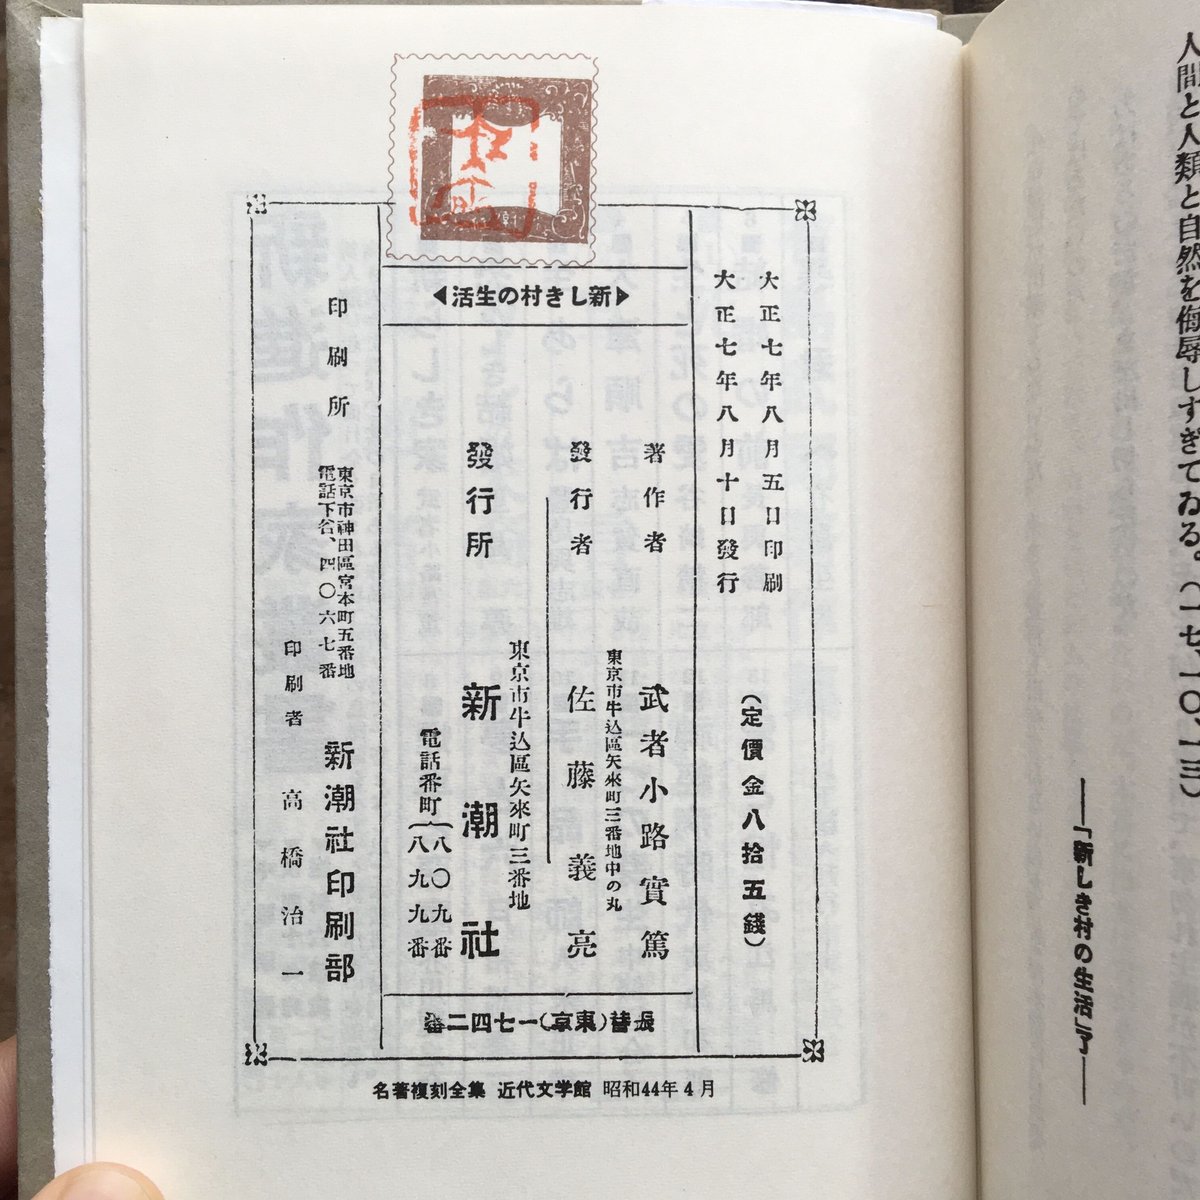 人間と人類と自然を侮辱しすぎてゐる。(一七、一〇、一三)
——「新しき村の生活」了——
新しき村の生活
大正七年八月五日印刷
大正七年八月十日發行
(定價金八拾五錢)
著作者 武者小路實篤
東京市牛込區矢來町三番地中の丸
發行者 佐藤義亮
東京市牛込區矢來町三番地
發行所 新潮社
電話番町{八〇九番
八九九番
振替(東京)一七四二番
東京市神田區宮本町五番地
電話下谷、四〇六七番
印刷所 新潮社印刷部
印刷者 高橋治一
名著複刻全集 近代文学館 昭和44年4月